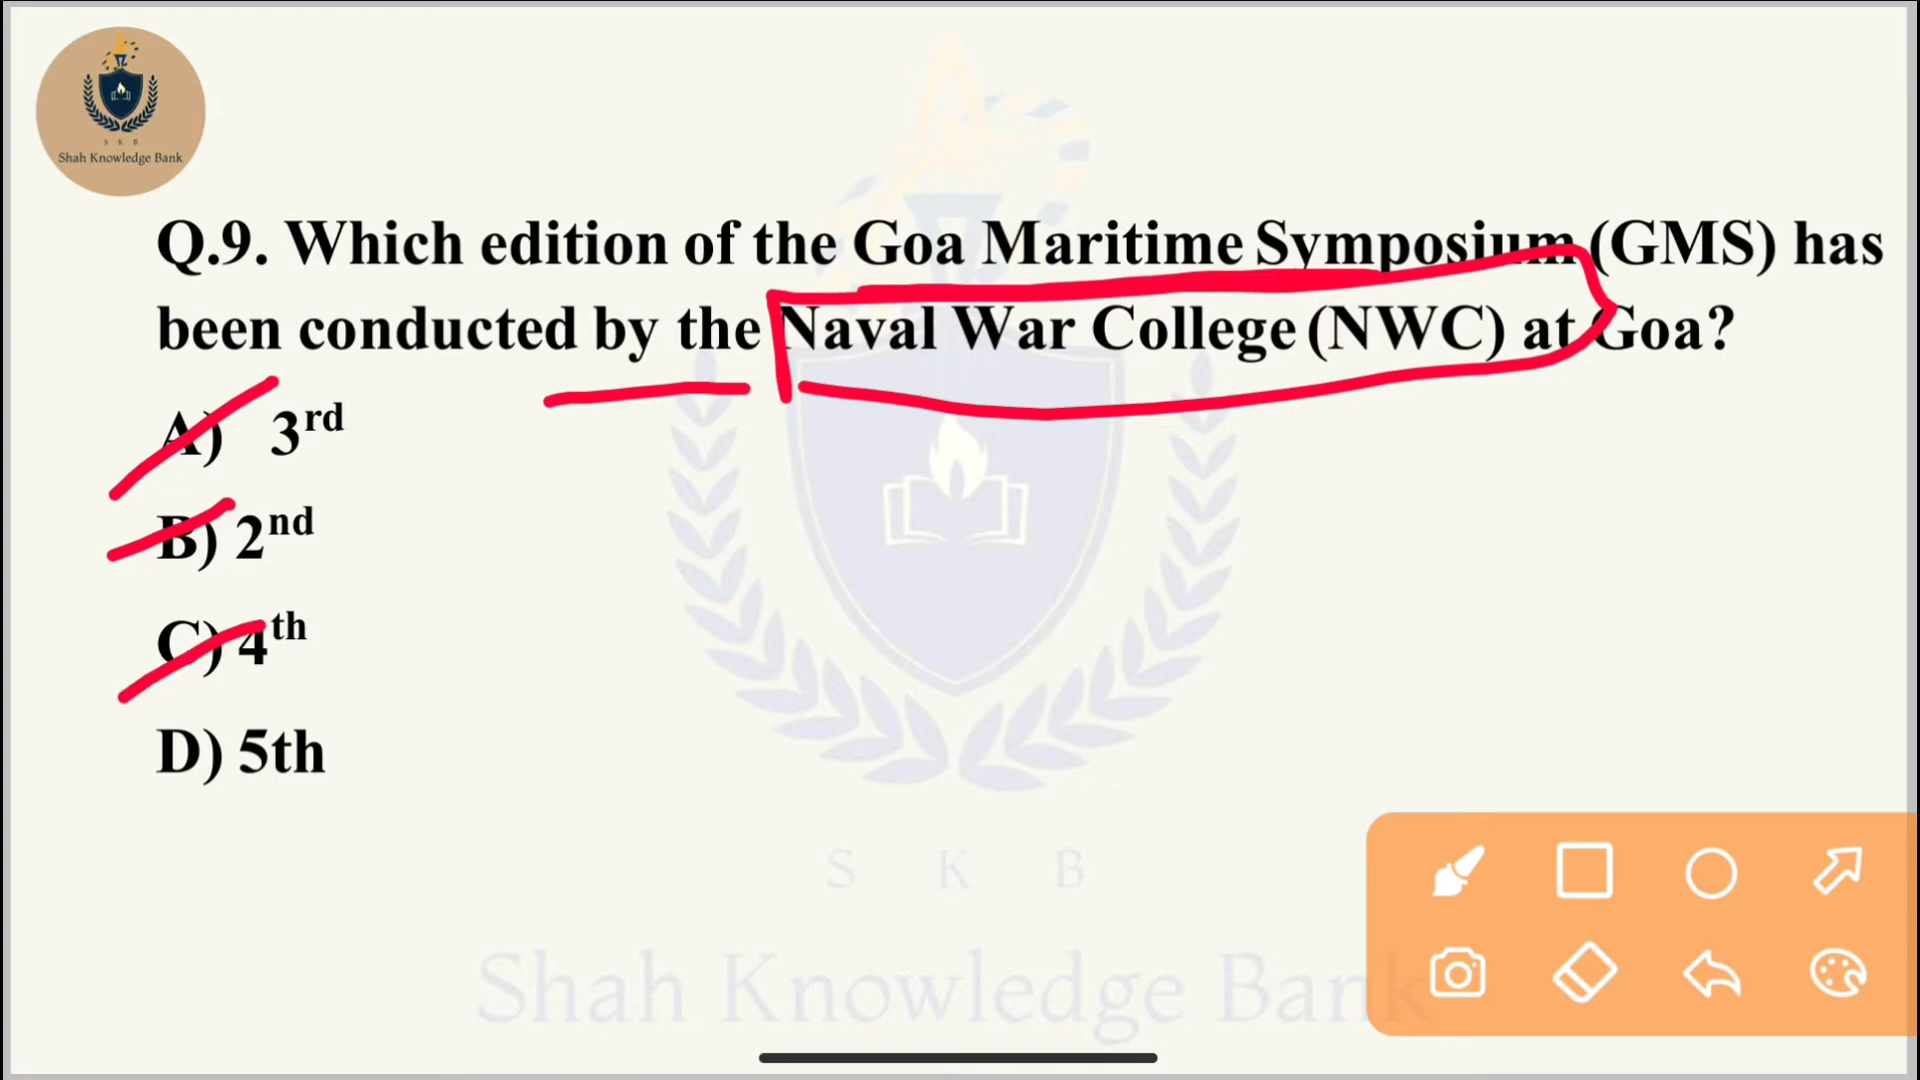 S K B
Shah Knowledge Bank
Q.9. Which edition of the Goa Maritime Symposium (GMS) has
been conducted by the Naval War College (NWC) at Goa?
A) 3rd
B) 2nd
C) 4th
D) 5th
S K B
Shah Knowledge Bank